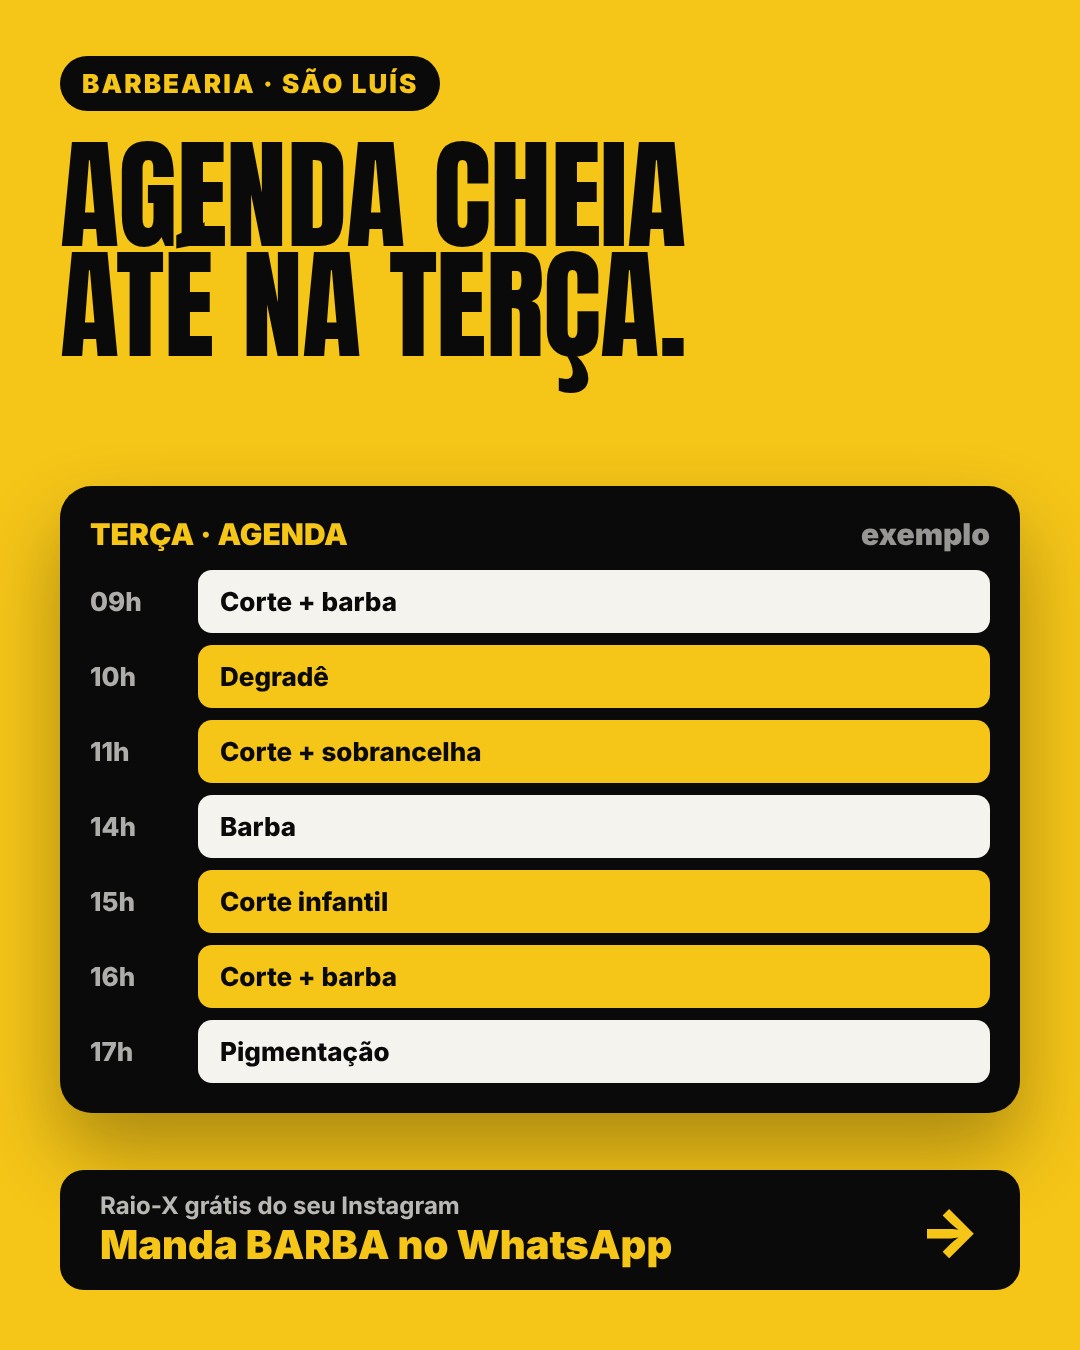 BARBEARIA · SÃO LUÍS
AGENDA CHEIA
ATÉ NA TERÇA.
TERÇA · AGENDA exemplo
09h Corte + barba
10h Degradê
11h Corte + sobrancelha
14h Barba
15h Corte infantil
16h Corte + barba
17h Pigmentação
Raio-X grátis do seu Instagram
Manda BARBA no WhatsApp